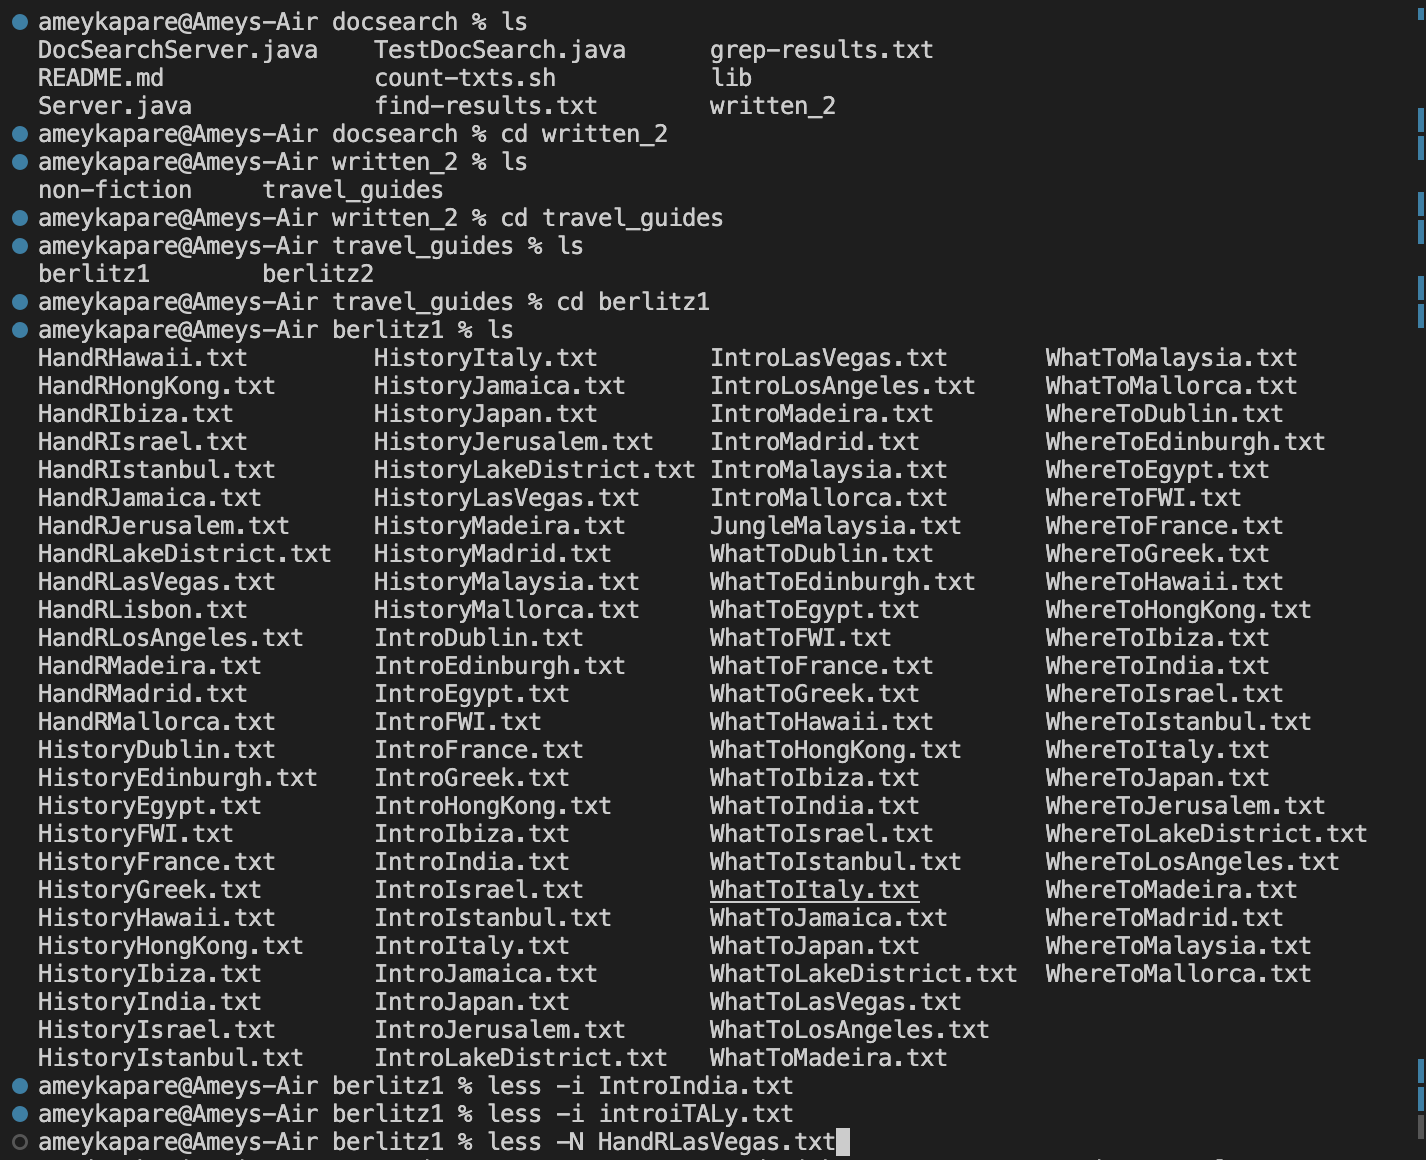 ameykapare@Ameys-Air docsearch % ls
DocSearchServer.java    TestDocSearch.java      grep-results.txt
README.md               count-txts.sh           lib
Server.java             find-results.txt        written_2
ameykapare@Ameys-Air docsearch % cd written_2
ameykapare@Ameys-Air written_2 % ls
non-fiction     travel_guides
ameykapare@Ameys-Air written_2 % cd travel_guides
ameykapare@Ameys-Air travel_guides % ls
berlitz1        berlitz2
ameykapare@Ameys-Air travel_guides % cd berlitz1
ameykapare@Ameys-Air berlitz1 % ls
HandRHawaii.txt         HistoryItaly.txt        IntroLasVegas.txt       WhatToMalaysia.txt
HandRHongKong.txt       HistoryJamaica.txt      IntroLosAngeles.txt     WhatToMallorca.txt
HandRIbiza.txt          HistoryJapan.txt        IntroMadeira.txt        WhereToDublin.txt
HandRIsrael.txt         HistoryJerusalem.txt    IntroMadrid.txt         WhereToEdinburgh.txt
HandRIstanbul.txt       HistoryLakeDistrict.txt IntroMalaysia.txt       WhereToEgypt.txt
HandRJamaica.txt        HistoryLasVegas.txt     IntroMallorca.txt       WhereToFWI.txt
HandRJerusalem.txt      HistoryMadeira.txt      JungleMalaysia.txt      WhereToFrance.txt
HandRLakeDistrict.txt   HistoryMadrid.txt       WhatToDublin.txt        WhereToGreek.txt
HandRLasVegas.txt       HistoryMalaysia.txt     WhatToEdinburgh.txt     WhereToHawaii.txt
HandRLisbon.txt         HistoryMallorca.txt     WhatToEgypt.txt         WhereToHongKong.txt
HandRLosAngeles.txt     IntroDublin.txt         WhatToFWI.txt           WhereToIbiza.txt
HandRMadeira.txt        IntroEdinburgh.txt      WhatToFrance.txt        WhereToIndia.txt
HandRMadrid.txt         IntroEgypt.txt          WhatToGreek.txt         WhereToIsrael.txt
HandRMallorca.txt       IntroFWI.txt            WhatToHawaii.txt        WhereToIstanbul.txt
HistoryDublin.txt       IntroFrance.txt         WhatToHongKong.txt      WhereToItaly.txt
HistoryEdinburgh.txt    IntroGreek.txt          WhatToIbiza.txt         WhereToJapan.txt
HistoryEgypt.txt        IntroHongKong.txt       WhatToIndia.txt         WhereToJerusalem.txt
HistoryFWI.txt          IntroIbiza.txt          WhatToIsrael.txt        WhereToLakeDistrict.txt
HistoryFrance.txt       IntroIndia.txt          WhatToIstanbul.txt      WhereToLosAngeles.txt
HistoryGreek.txt        IntroIsrael.txt         WhatToItaly.txt         WhereToMadeira.txt
HistoryHawaii.txt       IntroIstanbul.txt       WhatToJamaica.txt       WhereToMadrid.txt
HistoryHongKong.txt     IntroItaly.txt          WhatToJapan.txt         WhereToMalaysia.txt
HistoryIbiza.txt        IntroJamaica.txt        WhatToLakeDistrict.txt  WhereToMallorca.txt
HistoryIndia.txt        IntroJapan.txt          WhatToLasVegas.txt
HistoryIsrael.txt       IntroJerusalem.txt      WhatToLosAngeles.txt
HistoryIstanbul.txt     IntroLakeDistrict.txt   WhatToMadeira.txt
ameykapare@Ameys-Air berlitz1 % less -i IntroIndia.txt
ameykapare@Ameys-Air berlitz1 % less -i introiTALy.txt
ameykapare@Ameys-Air berlitz1 % less -N HandRLasVegas.txt